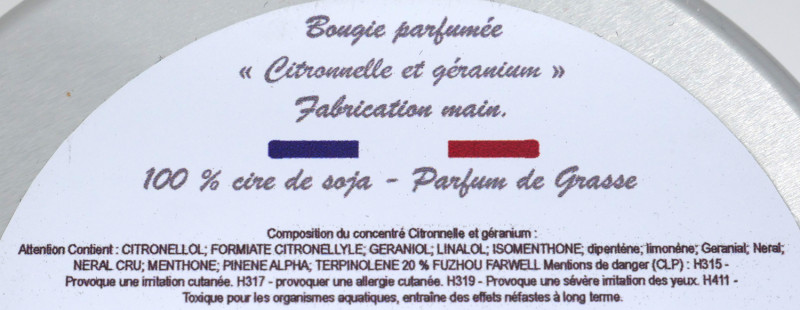 Bougie parfumée
« Citronnelle et géranium »
Fabrication main.
100 % cire de soja - Parfum de Grasse
Composition du concentré Citronnelle et géranium :
Attention Contient : CITRONELLOL; FORMIATE CITRONELLYLE; GERANIOL; LINALOL; ISOMENTHONE; dipentène; limonène; Geranial; Neral;
NERAL CRU; MENTHONE; PINENE ALPHA; TERPINOLENE 20 % FUZHOU FARWELL Mentions de danger (CLP) : H315 -
Provoque une irritation cutanée. H317 - provoquer une allergie cutanée. H319 - Provoque une sévère irritation des yeux. H411 -
Toxique pour les organismes aquatiques, entraîne des effets néfastes à long terme.